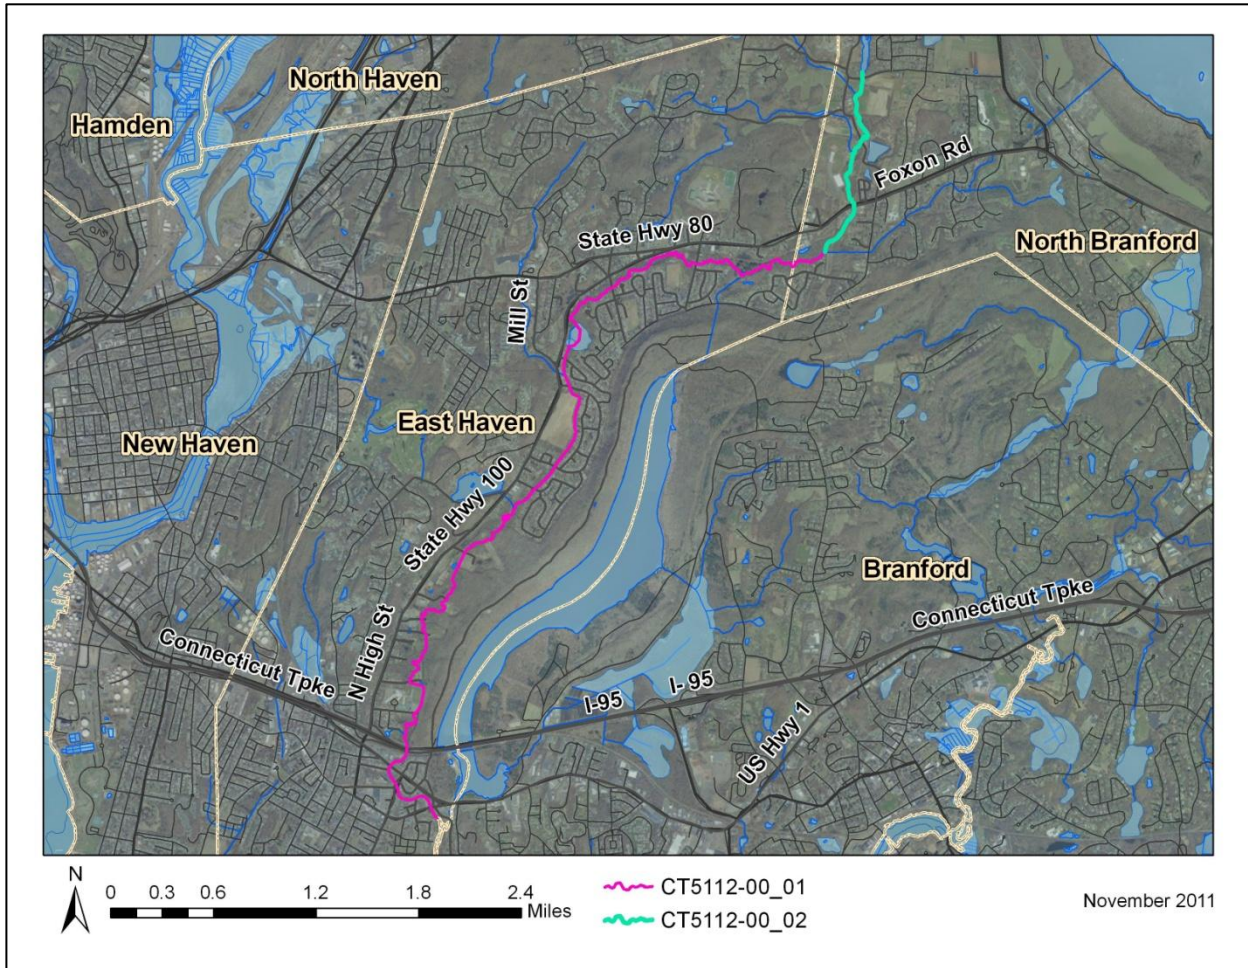 North Haven
Hamden
Foxon Rd
State Hwy 80
North Branford
Mill St
East Haven
New Haven
State Hwy 100
Branford
Connecticut Tpke
N High St
Connecticut Tpke
I-95
I- 95
US Hwy 1
N
0 0.3 0.6 1.2 1.8 2.4
Miles
CT5112-00_01
CT5112-00_02
November 2011